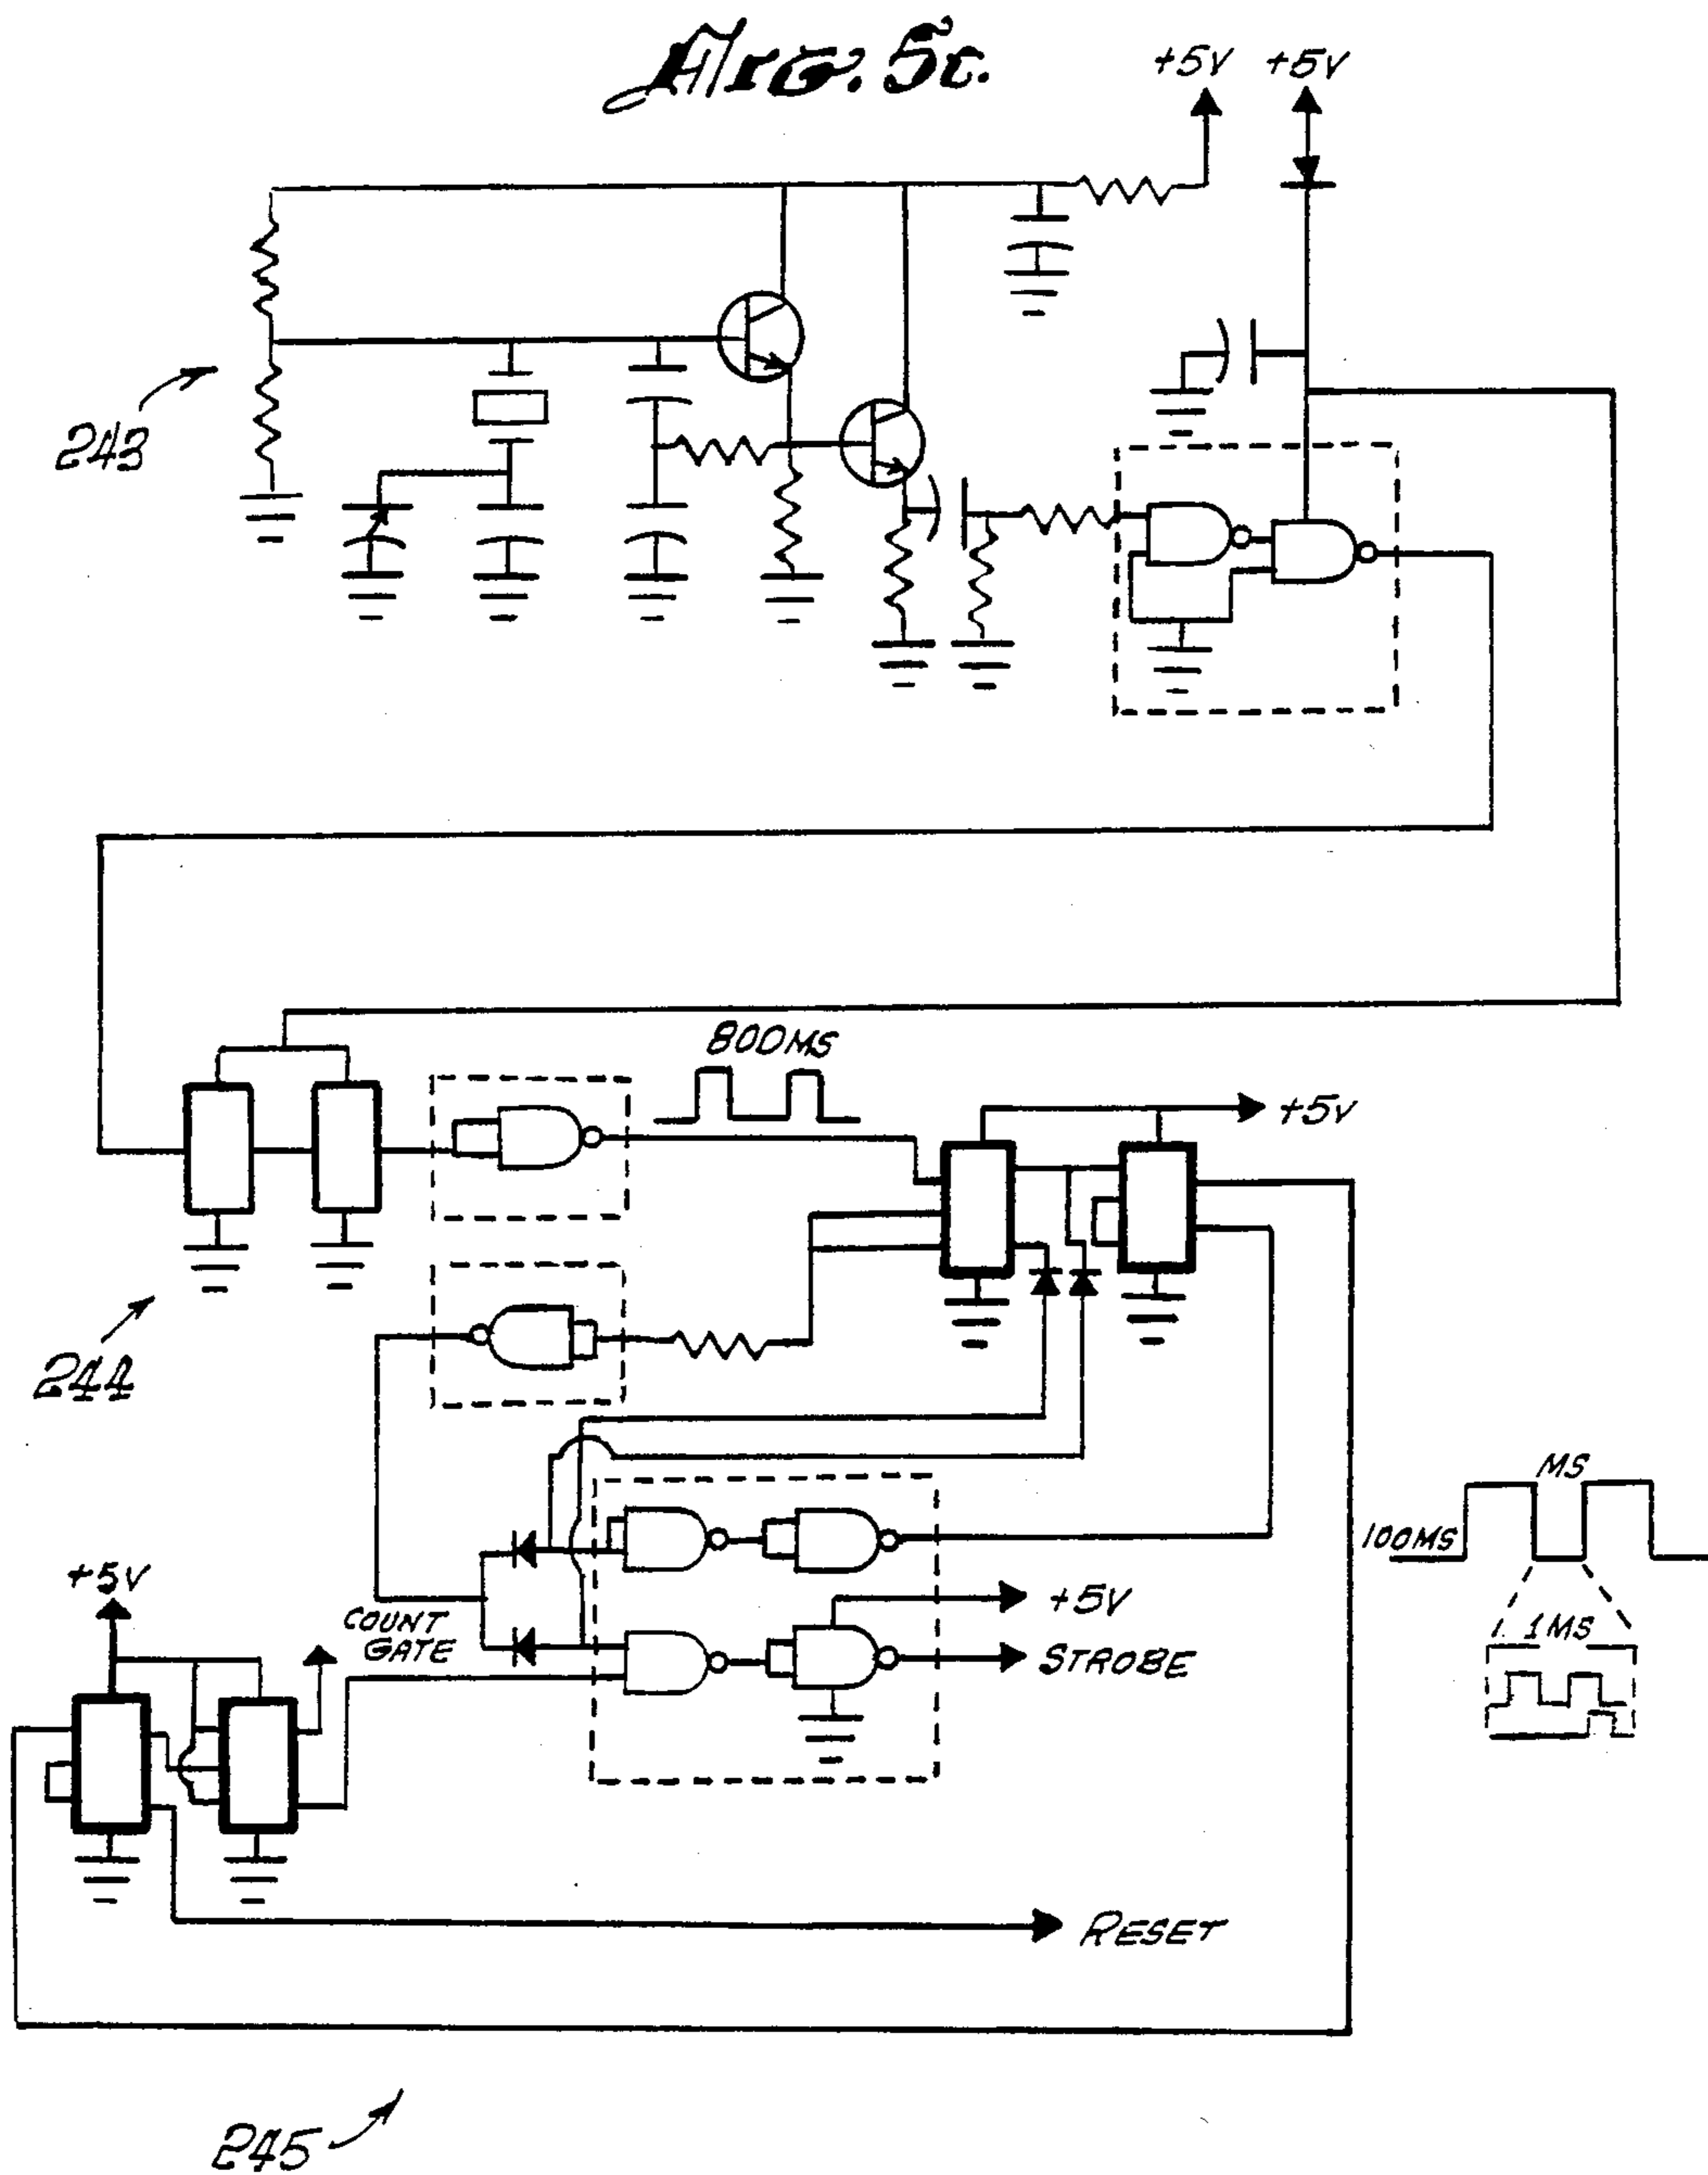 FIG. 5c.
+5V +5V
243
800MS
+5V
244
MS
100MS
+5V
+5V
COUNT
GATE
1MS
STROBE
RESET
245